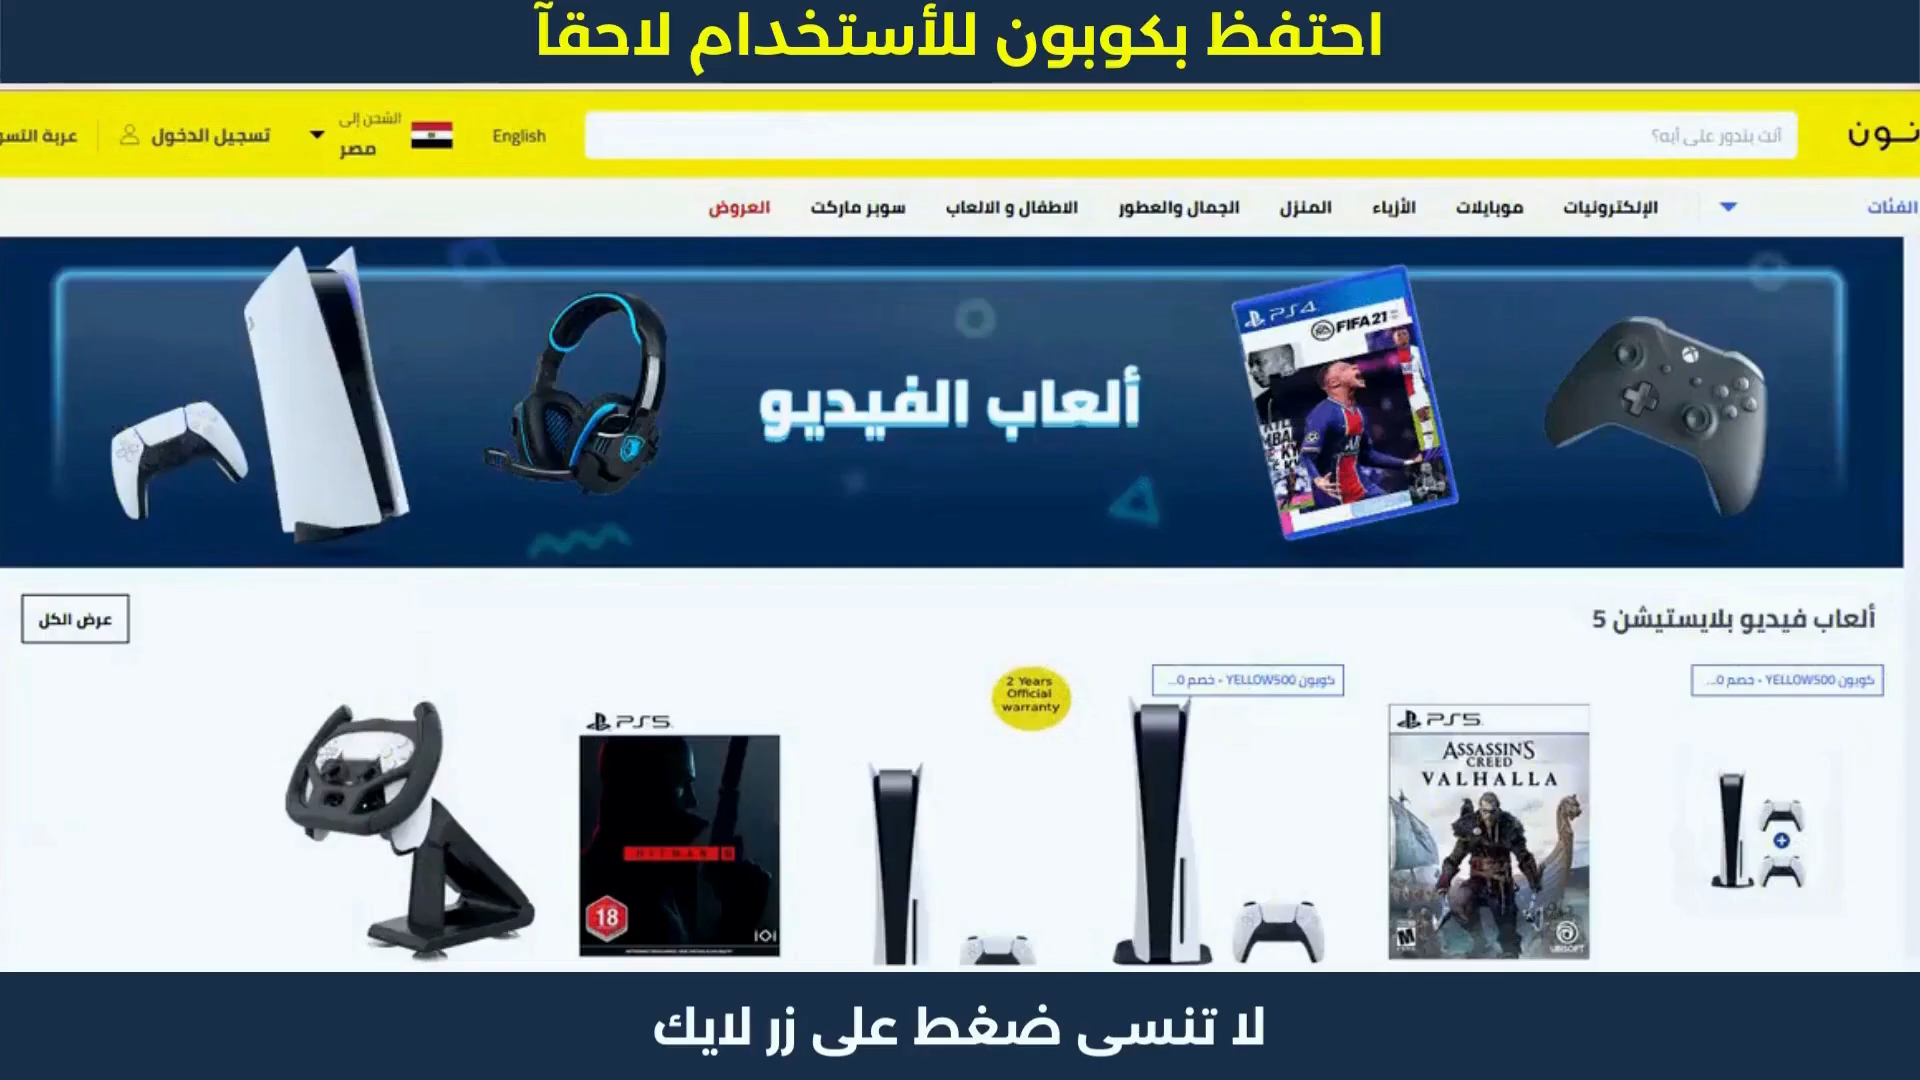 احتفظ بكوبون للأستخدام لاحقآ
نـون
أنت بتدور على أيه؟
English
الشحن إلى
مصر
تسجيل الدخول
عربة
الفئات
الإلكترونيات
موبايلات
الأزياء
المنزل
الجمال والعطور
الاطفال و الالعاب
سوبر ماركت
العروض
PS4
FIFA 21
ألعاب الفيديو
ألعاب فيديو بلايستيشن 5
عرض الكل
كوبون YELLOW500 - خصم 0...
كوبون YELLOW500 - خصم 0...
2 Years
Official
warranty
PS5
ASSASSIN'S
CREED
VALHALLA
M
UBISOFT
PS5
HITMAN
18
IOI
لا تنسى ضغط على زر لايك